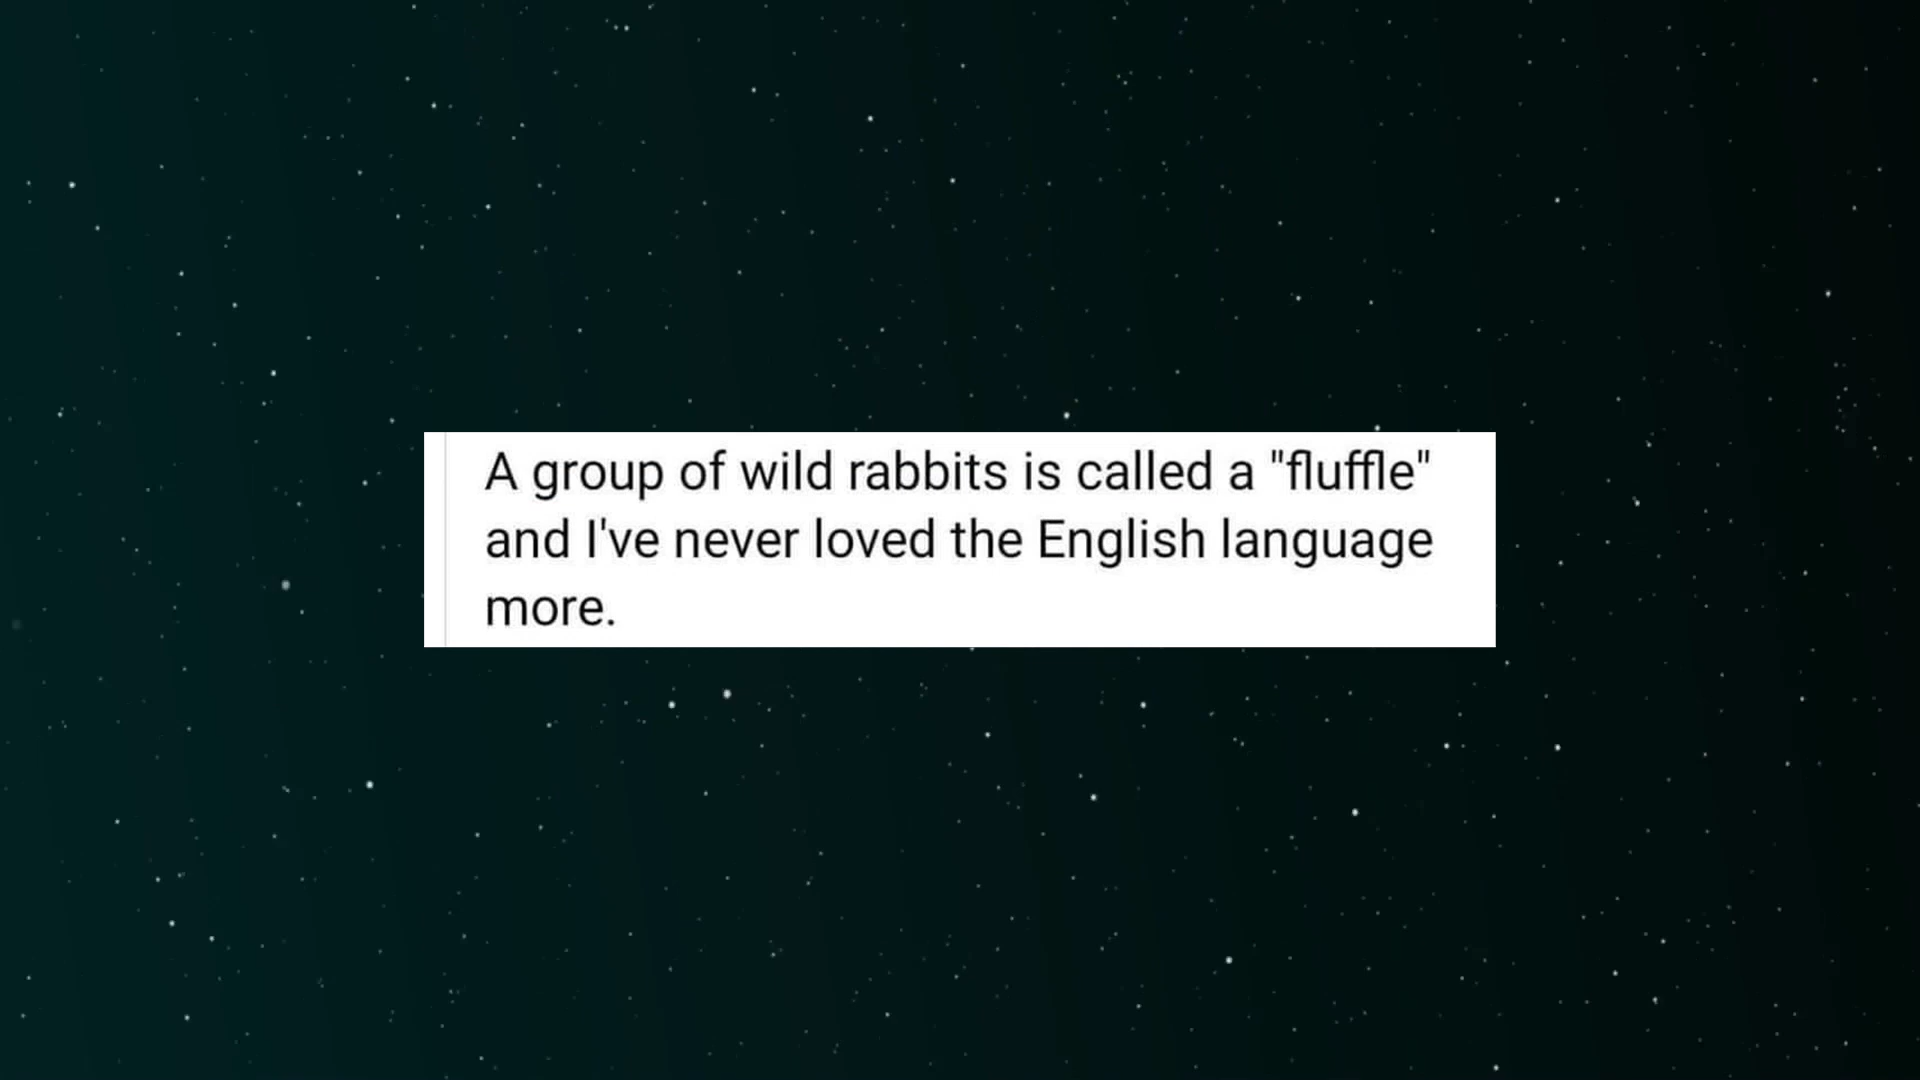 A group of wild rabbits is called a "fluffle"
and I've never loved the English language
more.